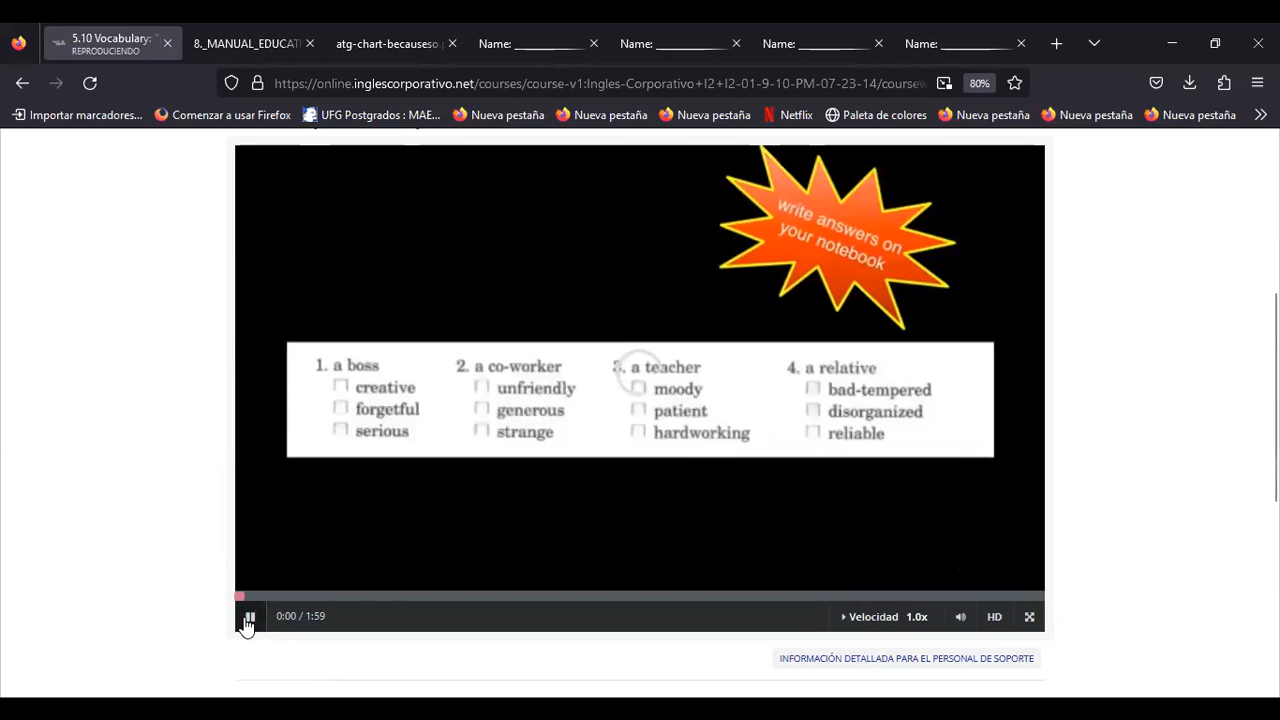 5.10 Vocabulary:
REPRODUCIENDO
8._MANUAL_EDUCATI
atg-chart-becauseso.
Name: ________
Name: ________
Name: ________
Name: ________
https://online.inglescorporativo.net/courses/course-v1:Ingles-Corporativo+I2+I2-01-9-10-PM-07-23-14/course
80%
Importar marcadores...
Comenzar a usar Firefox
UFG Postgrados : MAE...
Nueva pestaña
Nueva pestaña
Nueva pestaña
Netflix
Paleta de colores
Nueva pestaña
Nueva pestaña
Nueva pestaña
write answers on
your notebook
1. a boss
creative
forgetful
serious
2. a co-worker
unfriendly
generous
strange
3. a teacher
moody
patient
hardworking
4. a relative
bad-tempered
disorganized
reliable
0:00 / 1:59
Velocidad 1.0x
HD
INFORMACIÓN DETALLADA PARA EL PERSONAL DE SOPORTE